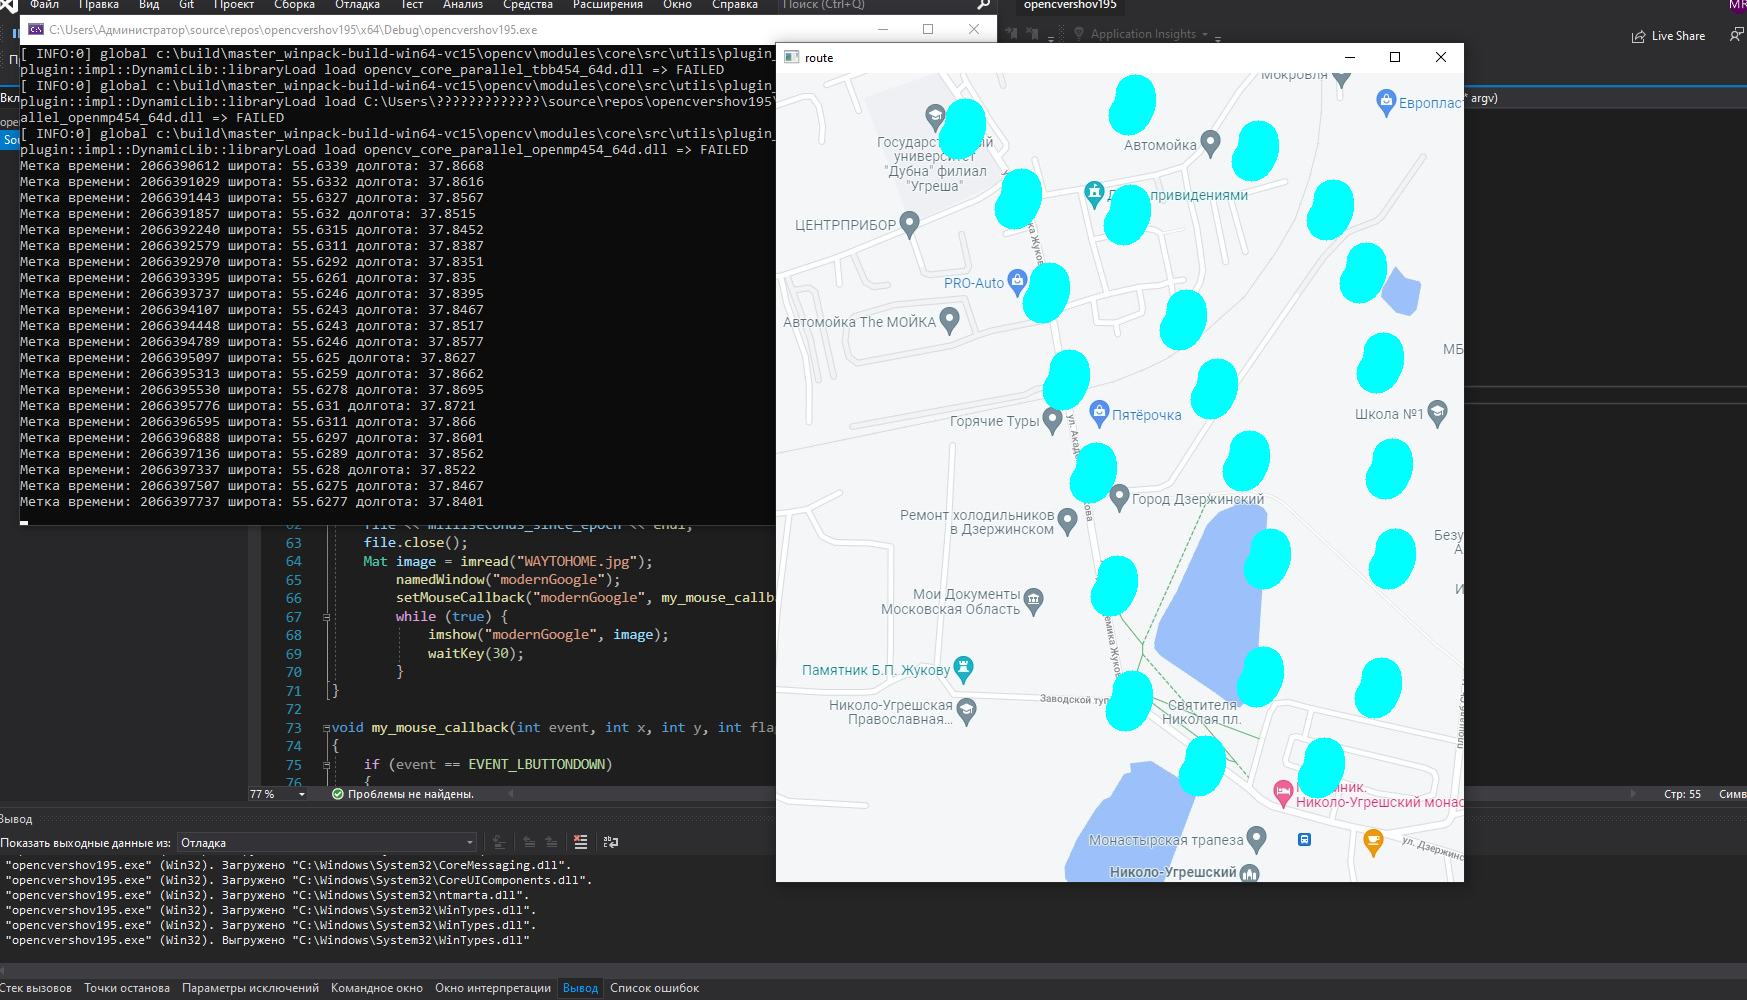 Файл Правка Вид Git Проект Сборка Отладка Тест Анализ Средства Расширения Окно Справка Поиск (Ctrl+Q) opencvershov195
Application Insights
Live Share
C:\Users\Администратор\source\repos\opencvershov195\x64\Debug\opencvershov195.exe
[ INFO:0] global c:\build\master_winpack-build-win64-vc15\opencv\modules\core\src\utils\plugin_
plugin::impl::DynamicLib::libraryLoad load opencv_core_parallel_tbb454_64d.dll => FAILED
[ INFO:0] global c:\build\master_winpack-build-win64-vc15\opencv\modules\core\src\utils\plugin_
plugin::impl::DynamicLib::libraryLoad load C:\Users\?????????????\source\repos\opencvershov195\
allel_openmp454_64d.dll => FAILED
[ INFO:0] global c:\build\master_winpack-build-win64-vc15\opencv\modules\core\src\utils\plugin_
plugin::impl::DynamicLib::libraryLoad load opencv_core_parallel_openmp454_64d.dll => FAILED
Метка времени: 2066390612 широта: 55.6339 долгота: 37.8668
Метка времени: 2066391029 широта: 55.6332 долгота: 37.8616
Метка времени: 2066391443 широта: 55.6327 долгота: 37.8567
Метка времени: 2066391857 широта: 55.632 долгота: 37.8515
Метка времени: 2066392240 широта: 55.6315 долгота: 37.8452
Метка времени: 2066392579 широта: 55.6311 долгота: 37.8387
Метка времени: 2066392970 широта: 55.6292 долгота: 37.8351
Метка времени: 2066393395 широта: 55.6261 долгота: 37.835
Метка времени: 2066393737 широта: 55.6246 долгота: 37.8395
Метка времени: 2066394107 широта: 55.6243 долгота: 37.8467
Метка времени: 2066394448 широта: 55.6243 долгота: 37.8517
Метка времени: 2066394789 широта: 55.6246 долгота: 37.8577
Метка времени: 2066395097 широта: 55.625 долгота: 37.8627
Метка времени: 2066395313 широта: 55.6259 долгота: 37.8662
Метка времени: 2066395530 широта: 55.6278 долгота: 37.8695
Метка времени: 2066395776 широта: 55.631 долгота: 37.8721
Метка времени: 2066396595 широта: 55.6311 долгота: 37.866
Метка времени: 2066396888 широта: 55.6297 долгота: 37.8601
Метка времени: 2066397136 широта: 55.6289 долгота: 37.8562
Метка времени: 2066397337 широта: 55.628 долгота: 37.8522
Метка времени: 2066397507 широта: 55.6275 долгота: 37.8467
Метка времени: 2066397737 широта: 55.6277 долгота: 37.8401
62 file << milliseconds_since_epoch << endl;
63 file.close();
64 Mat image = imread("WAYTOHOME.jpg");
65 namedWindow("modernGoogle");
66 setMouseCallback("modernGoogle", my_mouse_callb
67 while (true) {
68 imshow("modernGoogle", image);
69 waitKey(30);
70 }
71 }
72
73 void my_mouse_callback(int event, int x, int y, int fla
74 {
75 if (event == EVENT_LBUTTONDOWN)
76 {
77 % Проблемы не найдены.
route
Мокровля
Европласт
* argv)
Автомойка
"Дубна" филиал
"Угреша"
привидениями
ЦЕНТРПРИБОР
PRO-Auto
Автомойка The МОЙКА
МБ
Школа №1
Пятёрочка
Горячие Туры
Город Дзержинский
Ремонт холодильников
в Дзержинском
Безу
Мои Документы
Московская Область
Памятник Б.П. Жукову
Николо-Угрешская
Православная...
Заводской туп
Святителя
Николая пл.
Николо-Угрешский монас
Монастырская трапеза
ул. Дзержинс
Николо-Угрешский
Стр: 55 Симв
Вывод
Показать выходные данные из: Отладка
"opencvershov195.exe" (Win32). Загружено "C:\Windows\System32\CoreMessaging.dll".
"opencvershov195.exe" (Win32). Загружено "C:\Windows\System32\CoreUIComponents.dll".
"opencvershov195.exe" (Win32). Загружено "C:\Windows\System32\ntmarta.dll".
"opencvershov195.exe" (Win32). Загружено "C:\Windows\System32\WinTypes.dll".
"opencvershov195.exe" (Win32). Загружено "C:\Windows\System32\WinTypes.dll".
"opencvershov195.exe" (Win32). Выгружено "C:\Windows\System32\WinTypes.dll"
Стек вызовов Точки останова Параметры исключений Командное окно Окно интерпретации Вывод Список ошибок